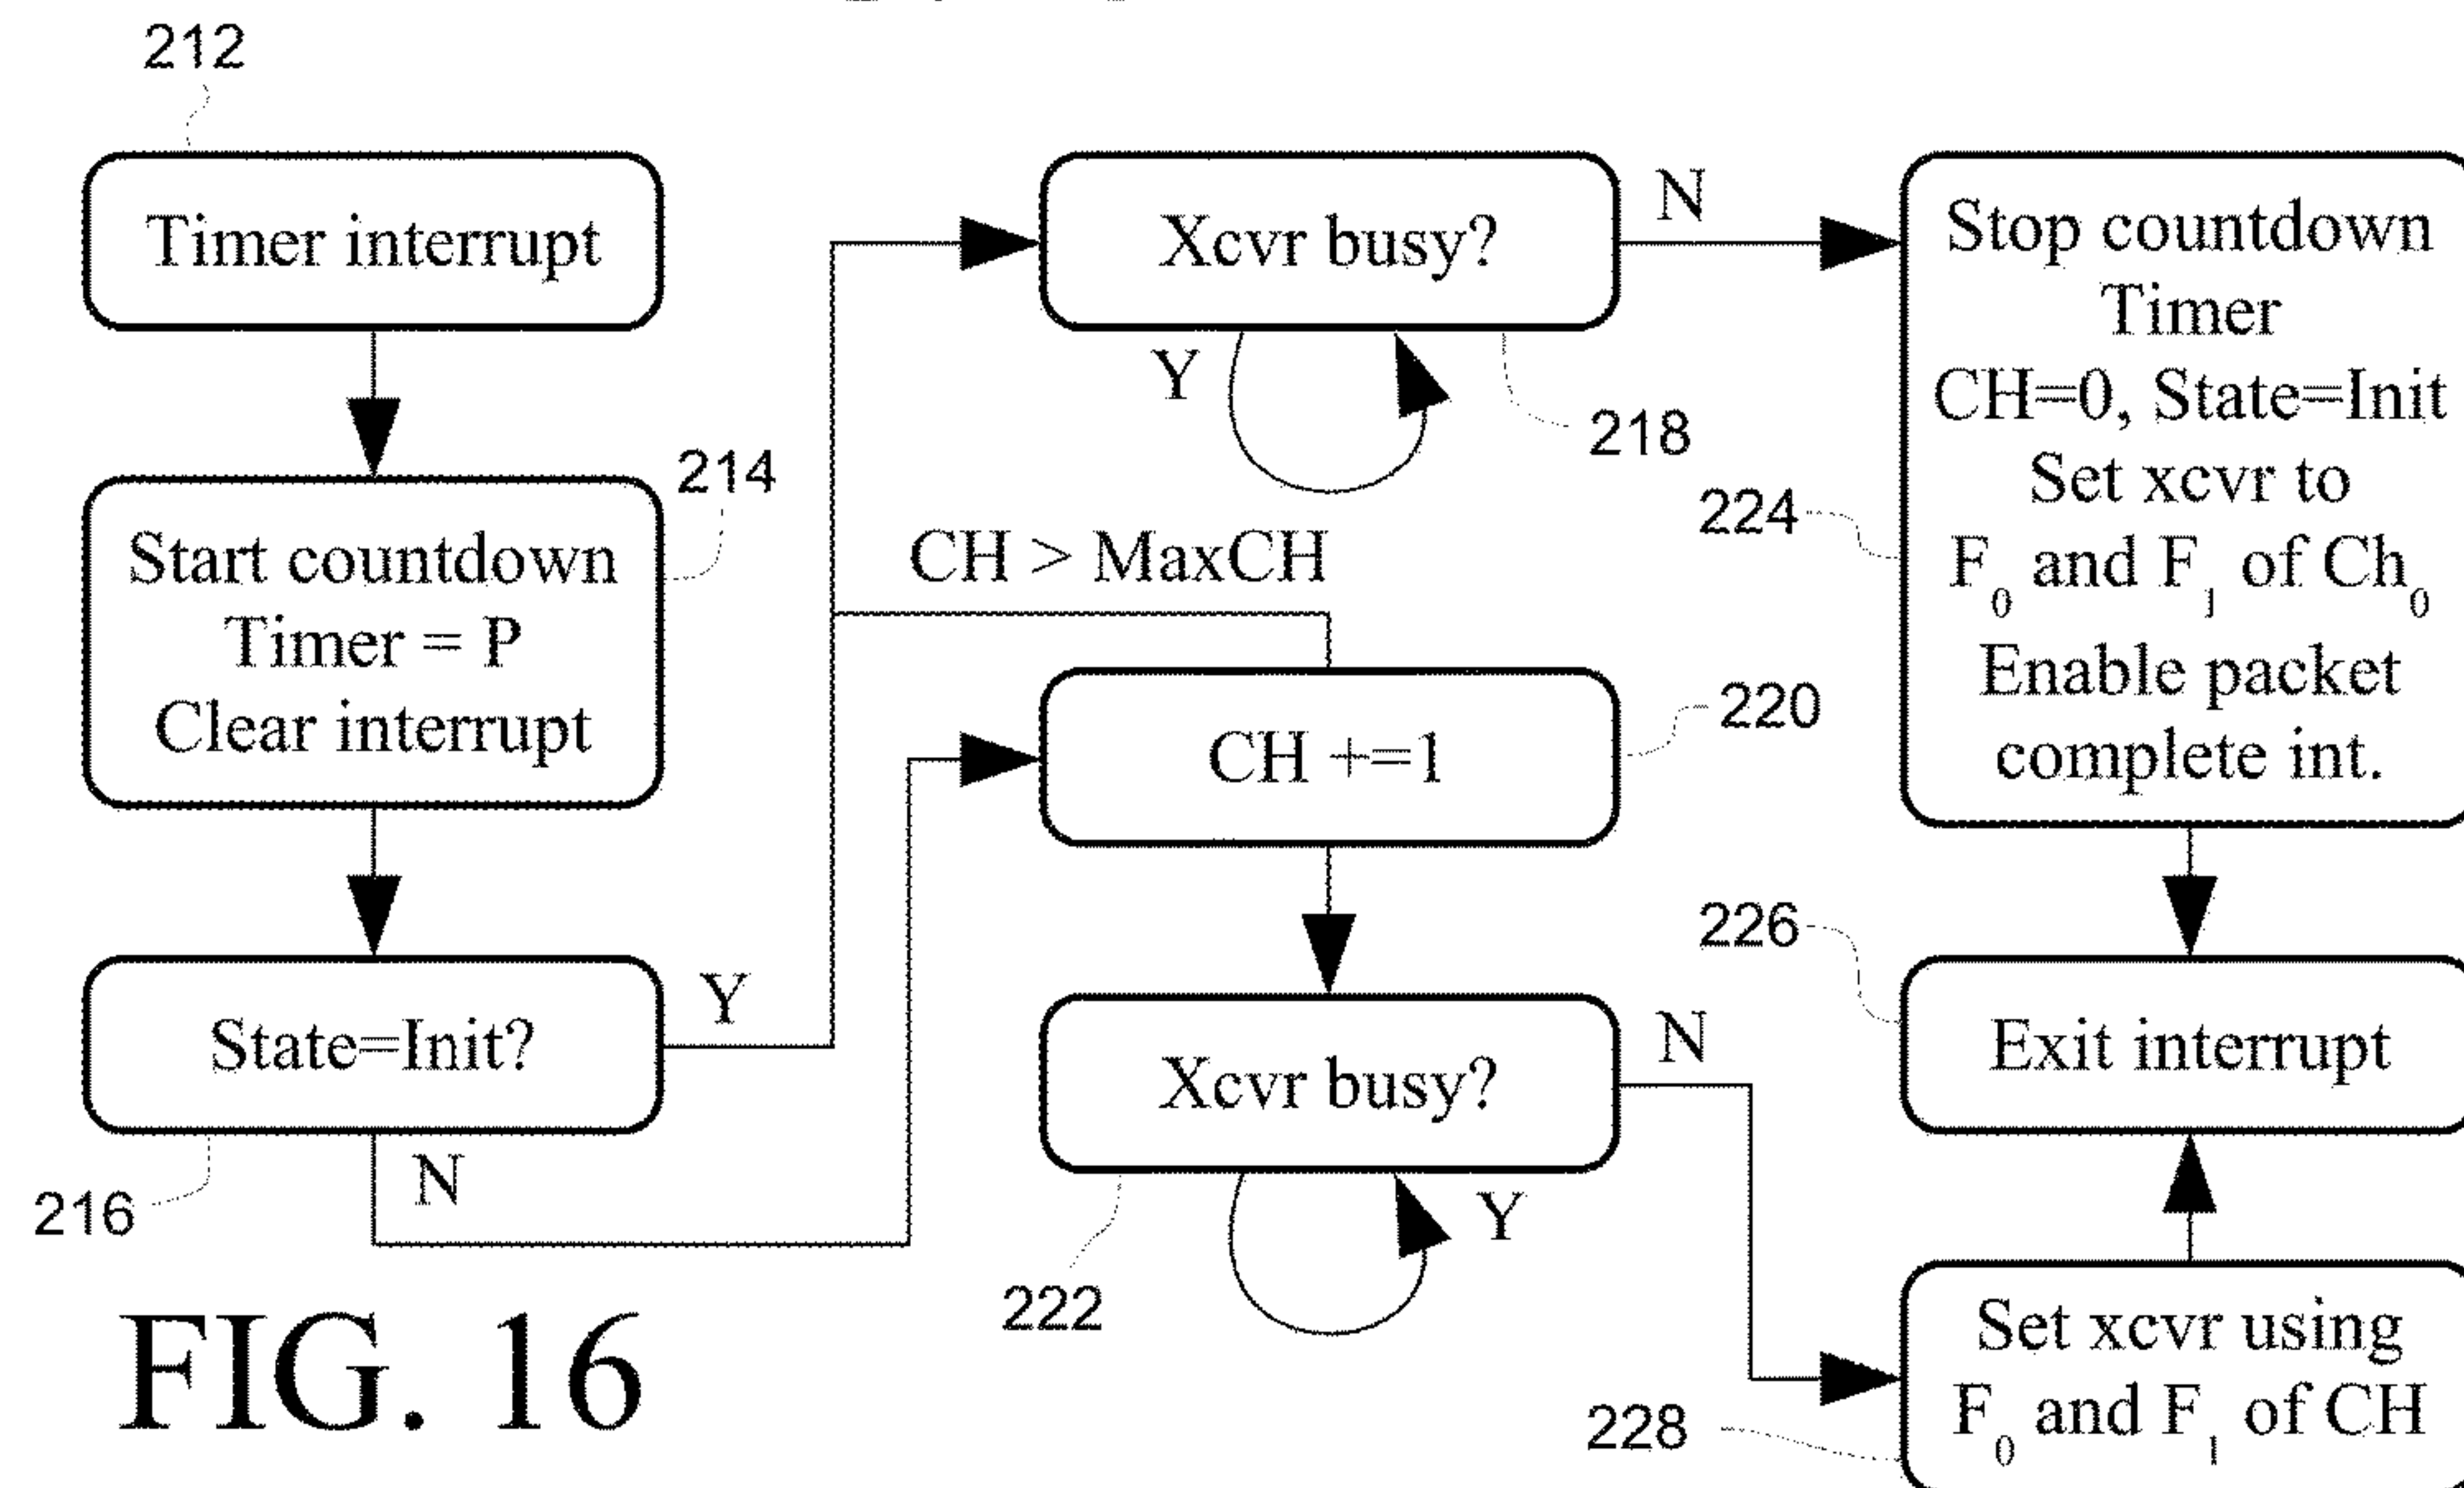 212
Timer interrupt
214
Start countdown
Timer = P
Clear interrupt
State=Init?
Y
N
216
Xcvr busy?
N
Y
218
CH > MaxCH
CH +=1
220
Xcvr busy?
N
Y
222
Stop countdown
Timer
CH=0, State=Init
Set xcvr to
F₀ and F₁ of Ch₀
Enable packet
complete int.
224
226
Exit interrupt
Set xcvr using
F₀ and F₁ of CH
228
FIG. 16